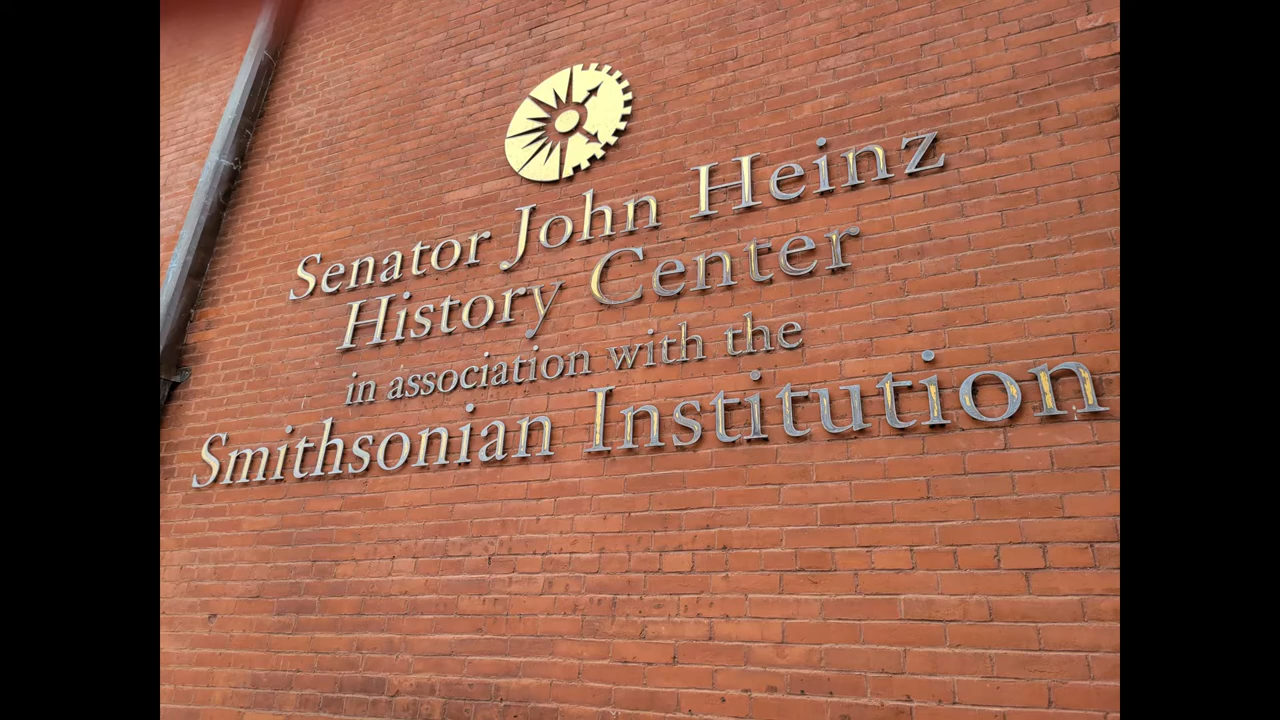 Senator John Heinz
History Center
in association with the
Smithsonian Institution